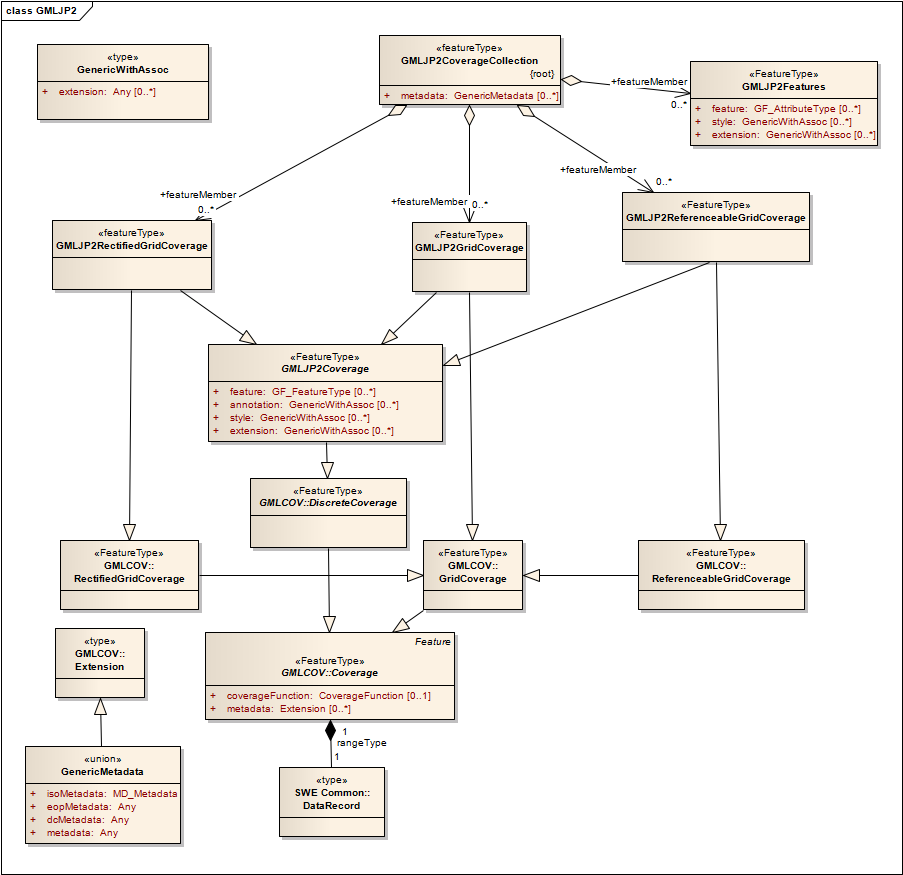 class GMLJP2
«type»
GenericWithAssoc
+ extension: Any [0..*]
«featureType»
GMLJP2CoverageCollection
{root}
+ metadata: GenericMetadata [0..*]
+featureMember
0..*
«FeatureType»
GMLJP2Features
+ feature: GF_AttributeType [0..*]
+ style: GenericWithAssoc [0..*]
+ extension: GenericWithAssoc [0..*]
+featureMember
0..*
+featureMember
0..*
+featureMember
0..*
«featureType»
GMLJP2RectifiedGridCoverage
«FeatureType»
GMLJP2GridCoverage
«FeatureType»
GMLJP2ReferenceableGridCoverage
«FeatureType»
GMLJP2Coverage
+ feature: GF_FeatureType [0..*]
+ annotation: GenericWithAssoc [0..*]
+ style: GenericWithAssoc [0..*]
+ extension: GenericWithAssoc [0..*]
«FeatureType»
GMLCOV::DiscreteCoverage
«FeatureType»
GMLCOV::
RectifiedGridCoverage
«FeatureType»
GMLCOV::
GridCoverage
«FeatureType»
GMLCOV::
ReferenceableGridCoverage
«type»
GMLCOV::
Extension
Feature
«FeatureType»
GMLCOV::Coverage
+ coverageFunction: CoverageFunction [0..1]
+ metadata: Extension [0..*]
1
rangeType
1
«union»
GenericMetadata
+ isoMetadata: MD_Metadata
+ eopMetadata: Any
+ dcMetadata: Any
+ metadata: Any
«type»
SWE Common::
DataRecord